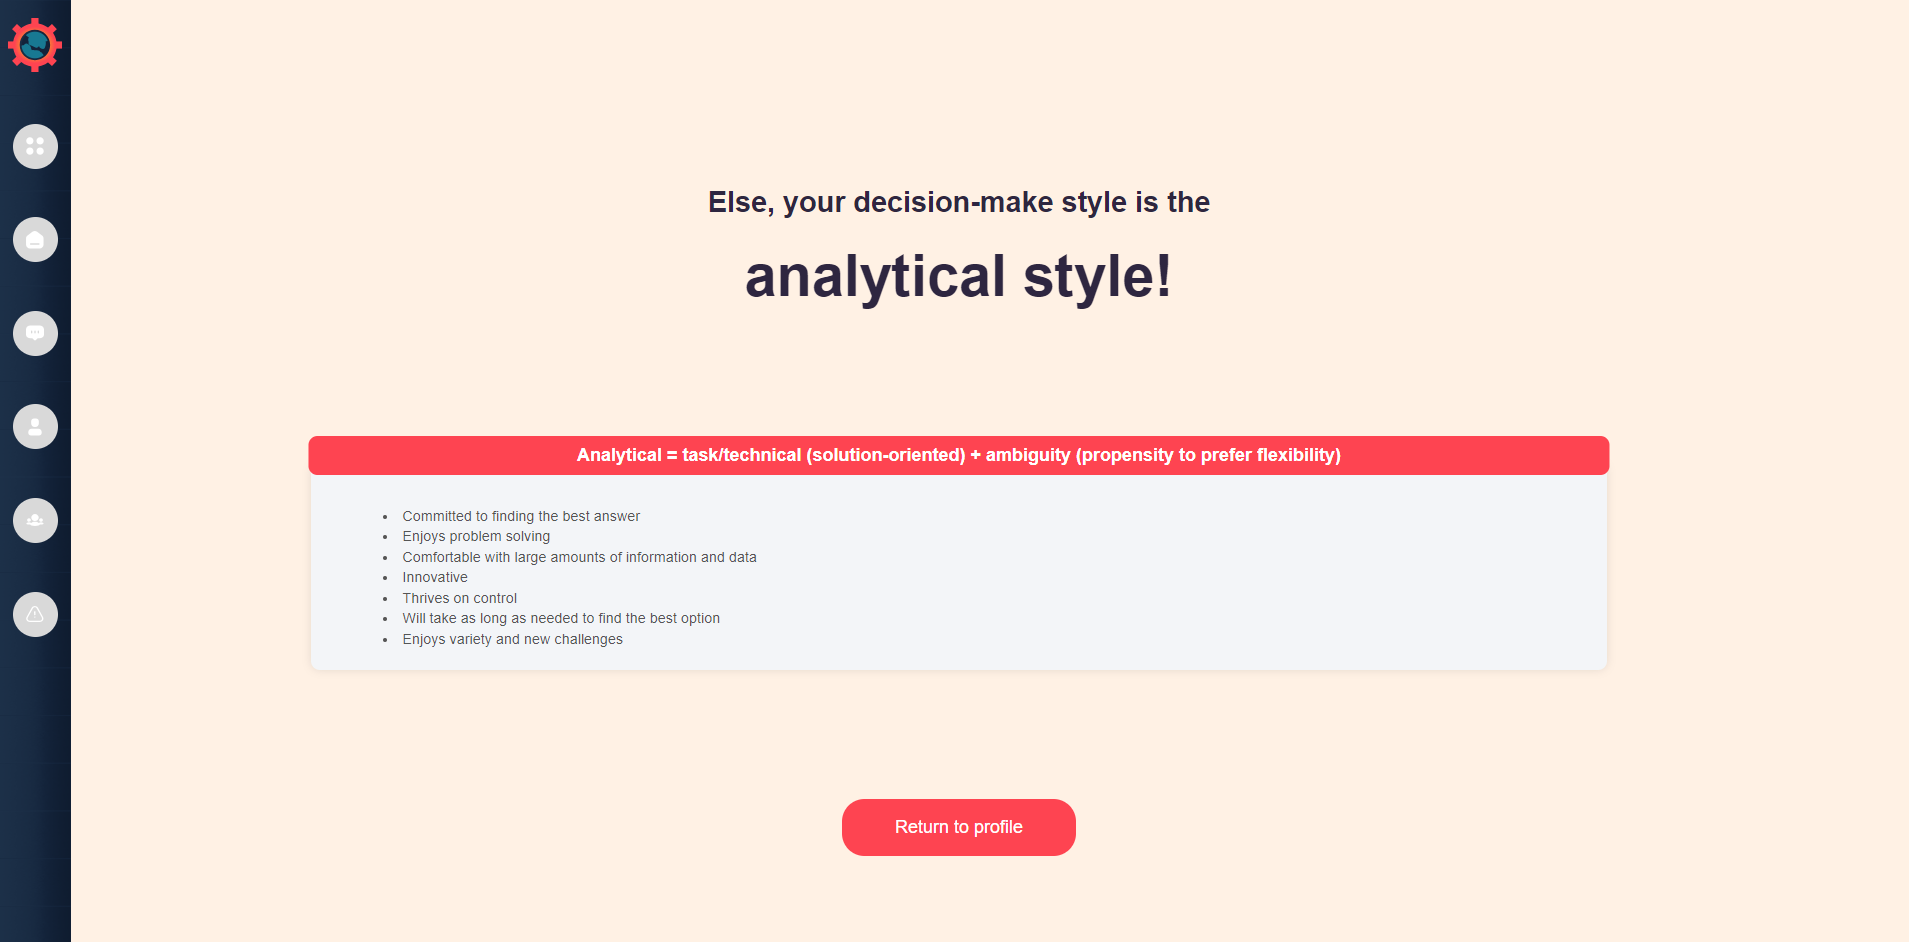 Else, your decision-make style is the
analytical style!
Analytical = task/technical (solution-oriented) + ambiguity (propensity to prefer flexibility)
• Committed to finding the best answer
• Enjoys problem solving
• Comfortable with large amounts of information and data
• Innovative
• Thrives on control
• Will take as long as needed to find the best option
• Enjoys variety and new challenges
Return to profile